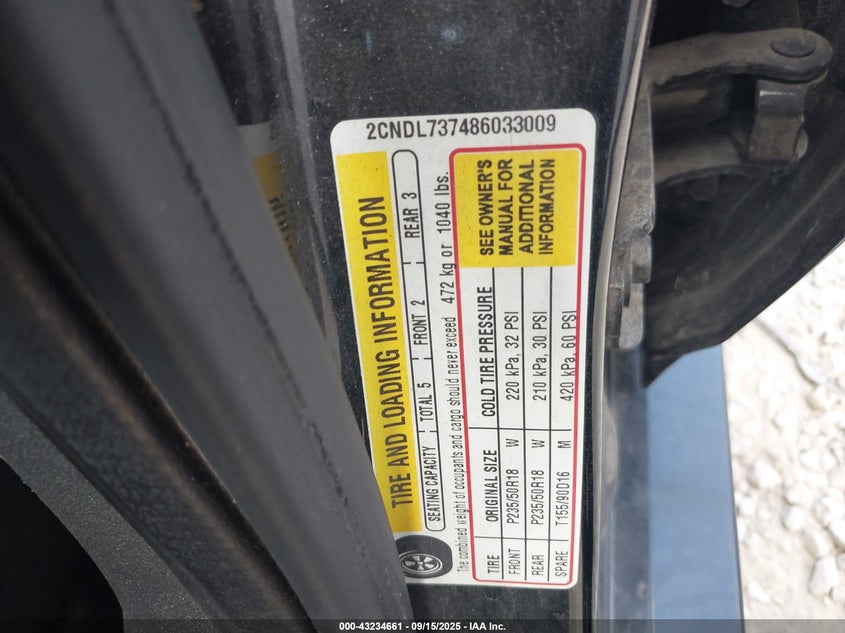 2CNDL737486033009
TIRE AND LOADING INFORMATION
SEATING CAPACITY TOTAL 5 FRONT 2 REAR 3
The combined weight of occupants and cargo should never exceed 472 kg or 1040 lbs.
TIRE ORIGINAL SIZE COLD TIRE PRESSURE
FRONT P235/50R18 W 220 kPa, 32 PSI
REAR P235/50R18 W 210 kPa, 30 PSI
SPARE T155/90D16 M 420 kPa, 60 PSI
SEE OWNER'S
MANUAL FOR
ADDITIONAL
INFORMATION
000-43234661 - 09/15/2025 - IAA Inc.